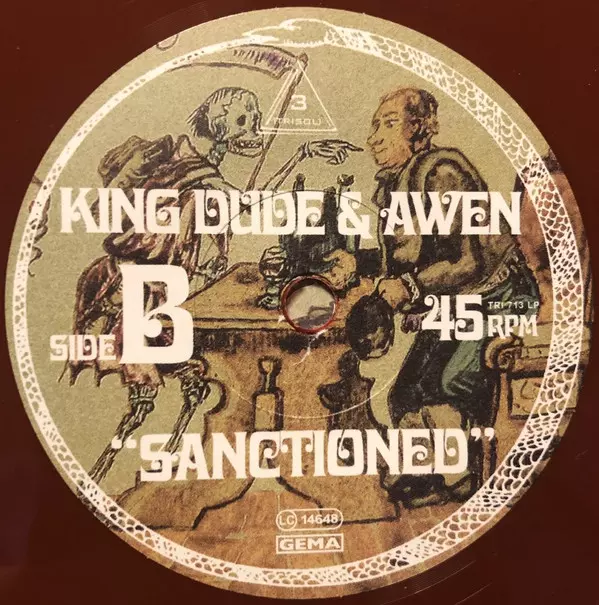 3
TRISOL
KING DUDE & AWEN
SIDE B
45 RPM
TRI 713 LP
"SANCTIONED"
LC 14648
GEMA